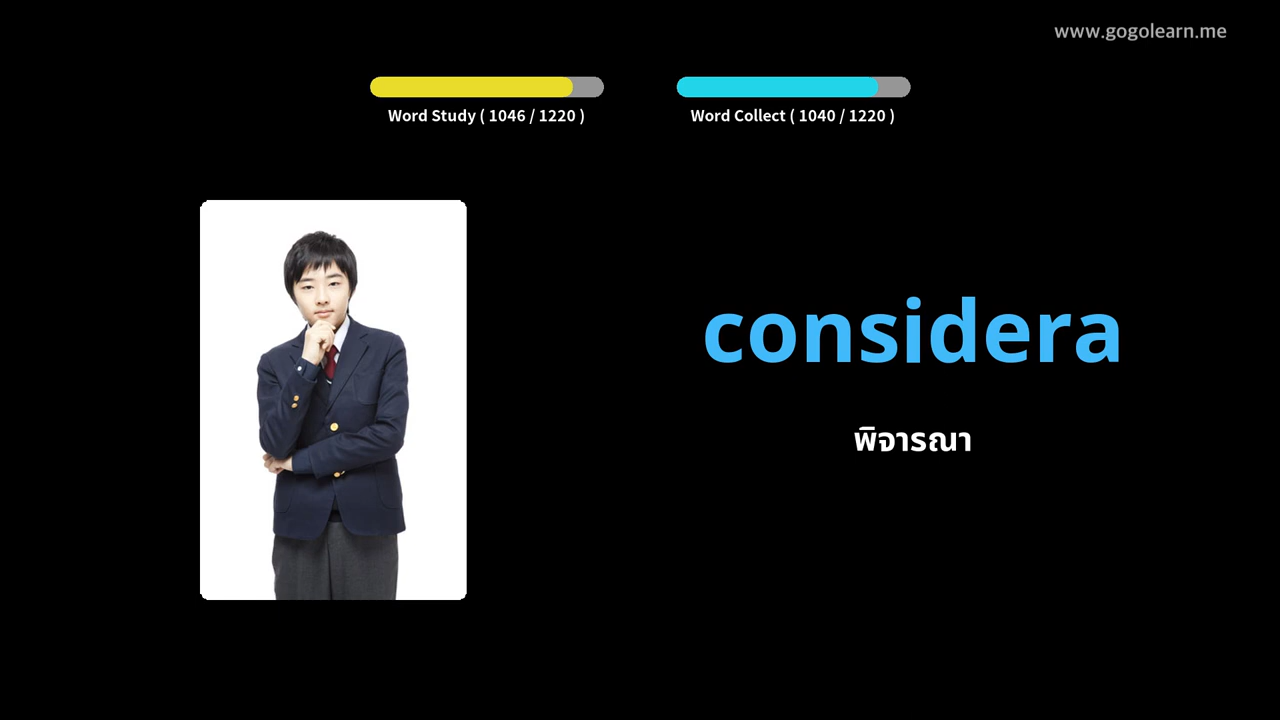 www.gogolearn.me
Word Study ( 1046 / 1220 )
Word Collect ( 1040 / 1220 )
considera
พิจารณา